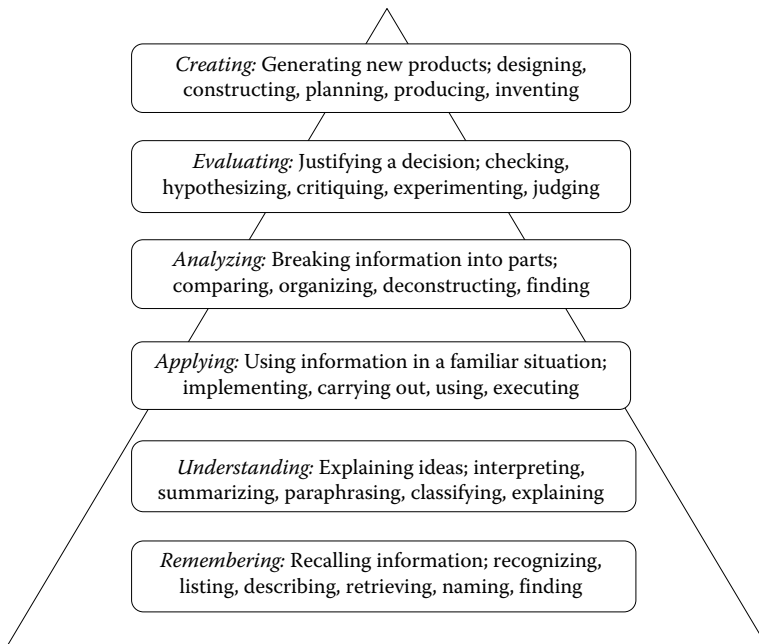 Creating: Generating new products; designing,
constructing, planning, producing, inventing
Evaluating: Justifying a decision; checking,
hypothesizing, critiquing, experimenting, judging
Analyzing: Breaking information into parts;
comparing, organizing, deconstructing, finding
Applying: Using information in a familiar situation;
implementing, carrying out, using, executing
Understanding: Explaining ideas; interpreting,
summarizing, paraphrasing, classifying, explaining
Remembering: Recalling information; recognizing,
listing, describing, retrieving, naming, finding